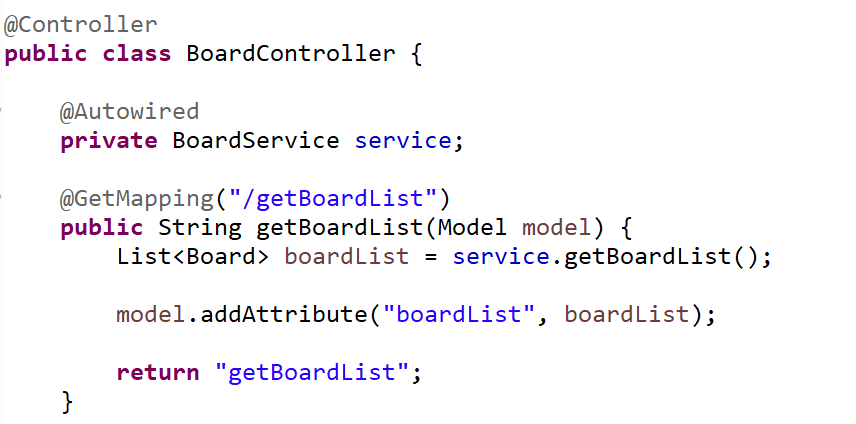 @Controller
public class BoardController {
@Autowired
private BoardService service;
@GetMapping("/getBoardList")
public String getBoardList(Model model) {
List<Board> boardList = service.getBoardList();
model.addAttribute("boardList", boardList);
return "getBoardList";
}